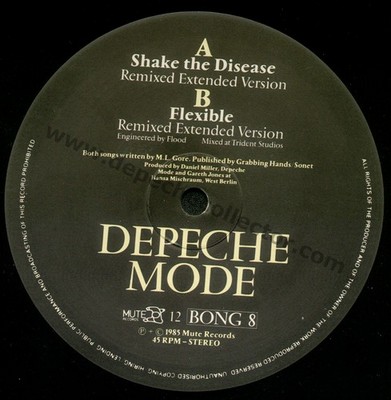 A
Shake the Disease
Remixed Extended Version
B
Flexible
Remixed Extended Version
Engineered by Flood Mixed at Trident Studios
Both songs written by M.L. Gore. Published by Grabbing Hands/Sonet
Produced by Daniel Miller, Depeche
Mode and Gareth Jones at
Hansa Mischraum, West Berlin
www.depechecollector.com
DEPECHE
MODE
MUTE RECORDS 12 BONG 8
℗ + © 1985 Mute Records
45 RPM – STEREO
ALL RIGHTS OF THE PRODUCER AND OF THE OWNER OF THE WORK REPRODUCED RESERVED. UNAUTHORISED COPYING, HIRING, LENDING, PUBLIC PERFORMANCE AND BROADCASTING OF THIS RECORD PROHIBITED